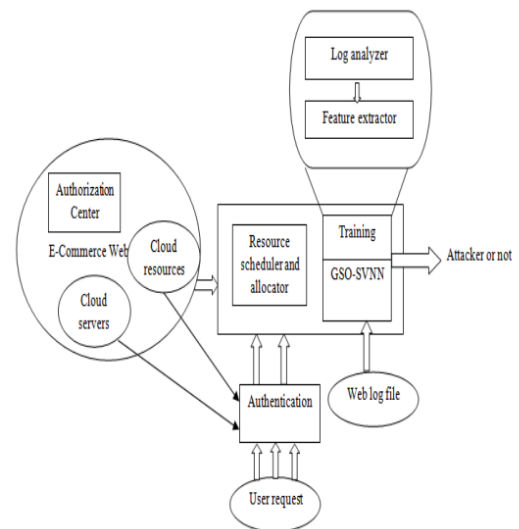 Log analyzer
Feature extractor
Authorization
Center
E-Commerce Web
Cloud
resources
Cloud
servers
Resource
scheduler and
allocator
Training
GSO-SVNN
Attacker or not
Authentication
Web log file
User request